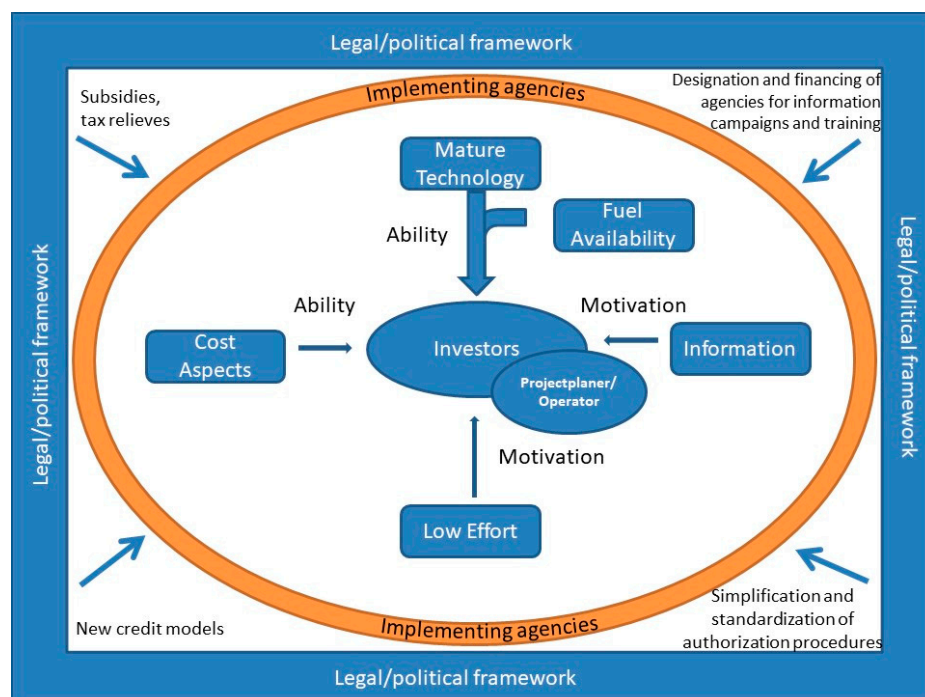 Legal/political framework
Subsidies,
tax relieves
Implementing agencies
Designation and financing of
agencies for information
campaigns and training
Mature
Technology
Fuel
Availability
Ability
Legal/political framework
Legal/political framework
Ability
Motivation
Cost
Aspects
Investors
Information
Projectplaner/
Operator
Motivation
Low Effort
New credit models
Implementing agencies
Simplification and
standardization of
authorization procedures
Legal/political framework